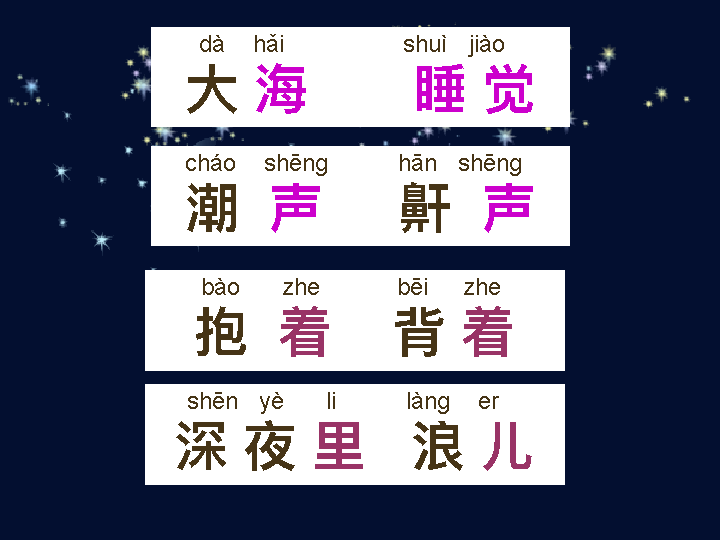 dà hǎi shuì jiào
大海 睡觉
cháo shēng hān shēng
潮声 鼾声
bào zhe bēi zhe
抱着 背着
shēn yè li làng er
深夜里 浪儿